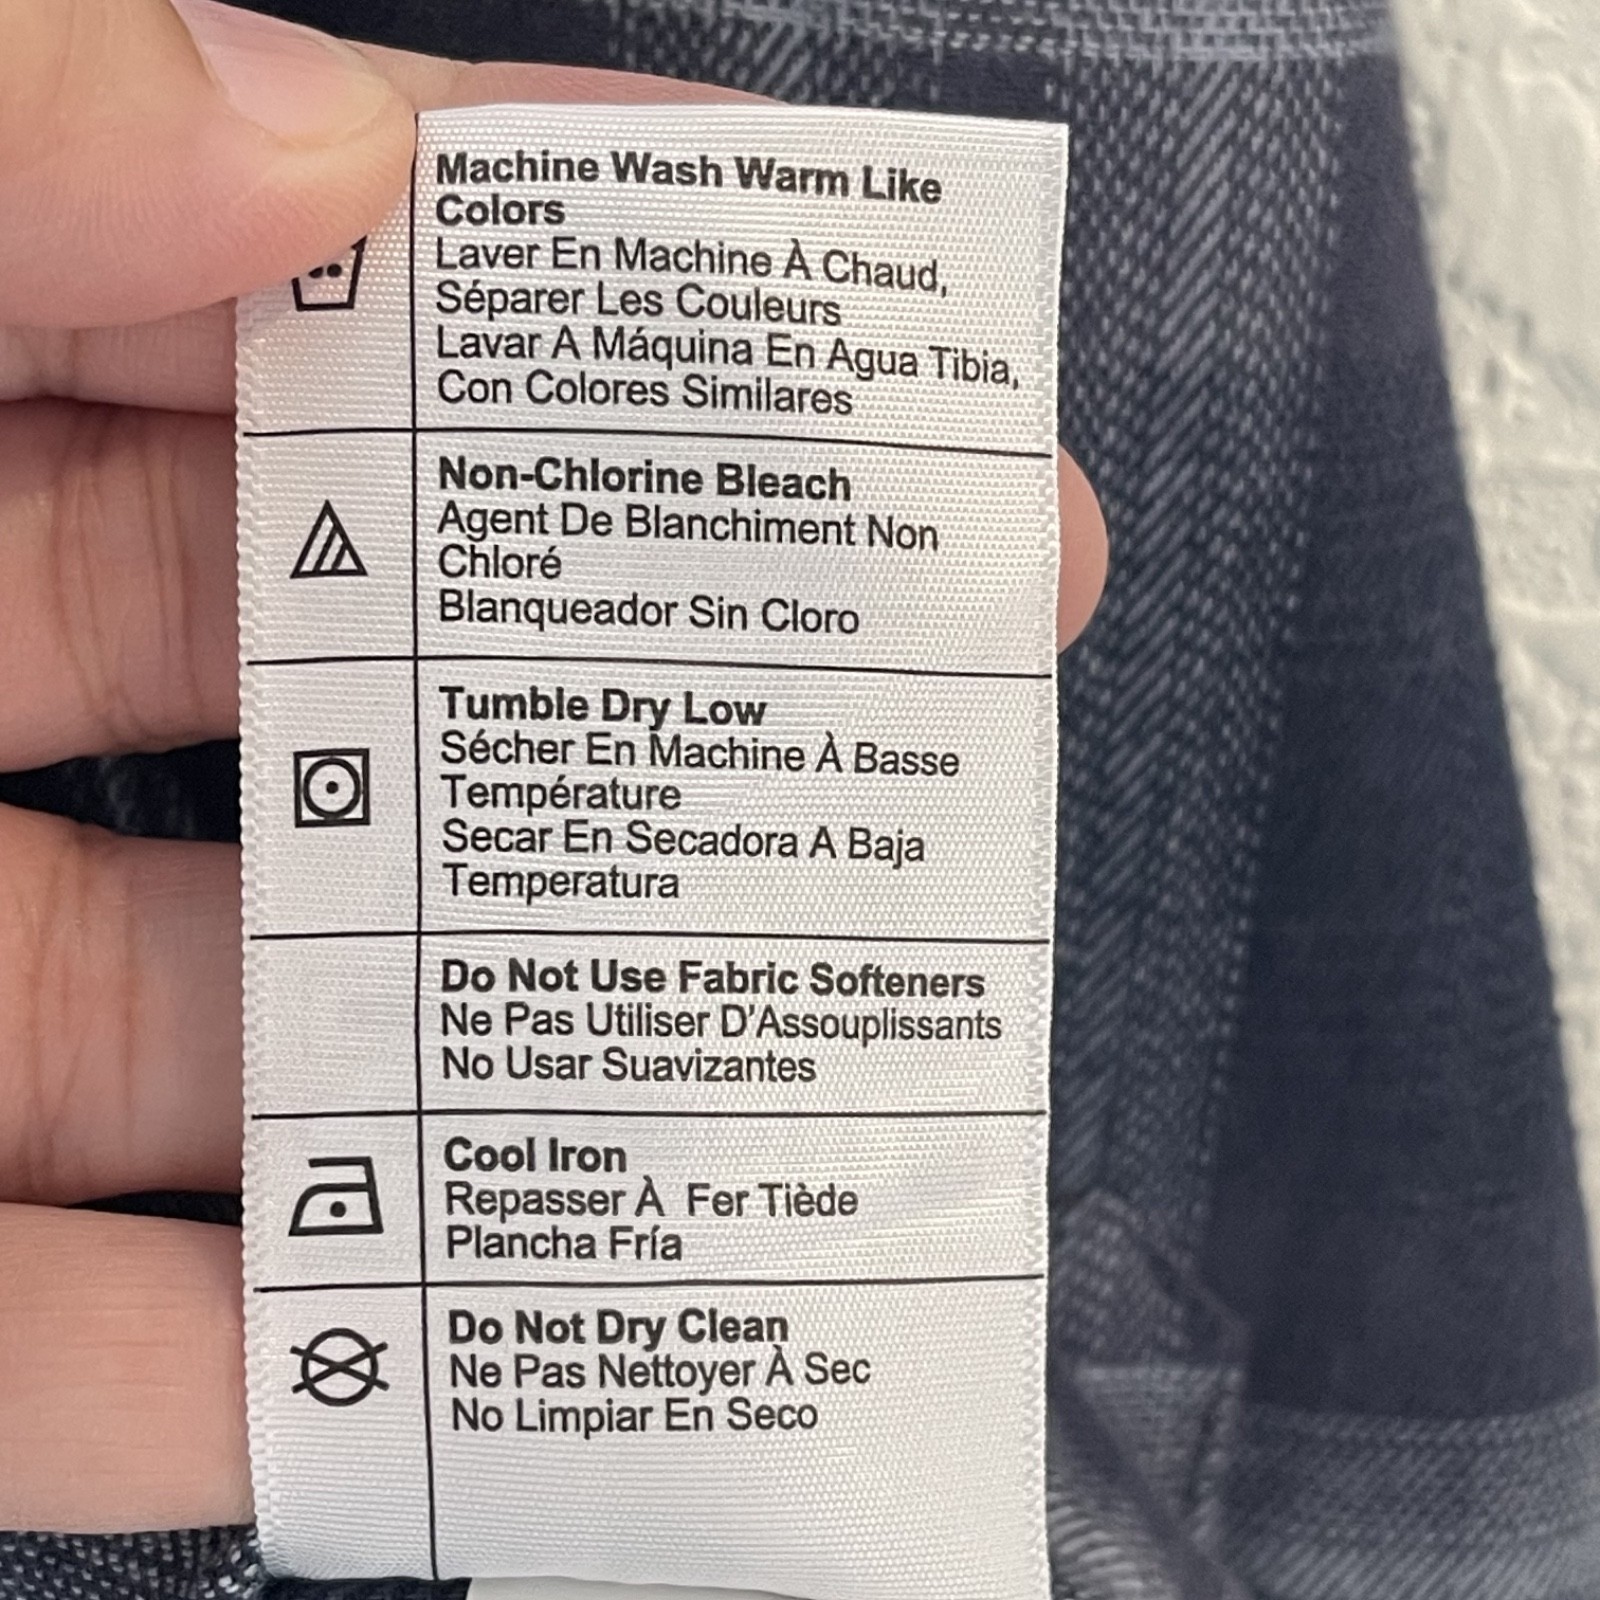 Machine Wash Warm Like
Colors
Laver En Machine À Chaud,
Séparer Les Couleurs
Lavar A Máquina En Agua Tibia,
Con Colores Similares
Non-Chlorine Bleach
Agent De Blanchiment Non
Chloré
Blanqueador Sin Cloro
Tumble Dry Low
Sécher En Machine À Basse
Température
Secar En Secadora A Baja
Temperatura
Do Not Use Fabric Softeners
Ne Pas Utiliser D'Assouplissants
No Usar Suavizantes
Cool Iron
Repasser À Fer Tiède
Plancha Fría
Do Not Dry Clean
Ne Pas Nettoyer À Sec
No Limpiar En Seco